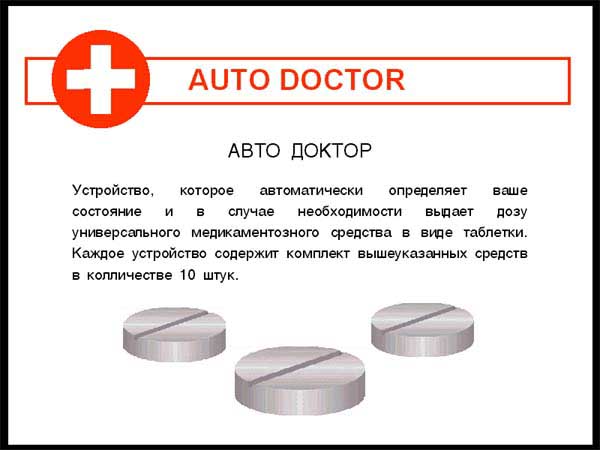 AUTO DOCTOR
АВТО ДОКТОР
Устройство, которое автоматически определяет ваше
состояние и в случае необходимости выдает дозу
универсального медикаментозного средства в виде таблетки.
Каждое устройство содержит комплект вышеуказанных средств
в колличестве 10 штук.